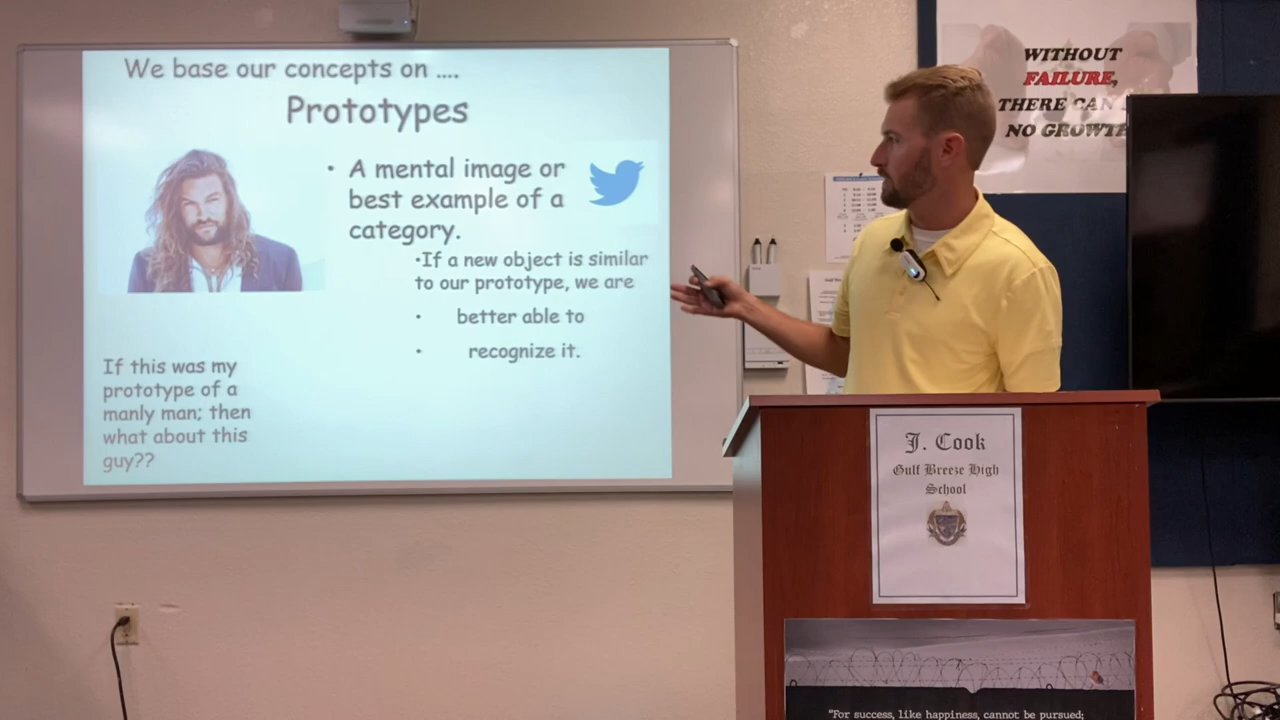 We base our concepts on ....
Prototypes
• A mental image or
best example of a
category.
•If a new object is similar
to our prototype, we are
• better able to
• recognize it.
If this was my
prototype of a
manly man; then
what about this
guy??
WITHOUT
FAILURE,
THERE CAN
NO GROWTH
J. Cook
Gulf Breeze High
School
"For success, like happiness, cannot be pursued;